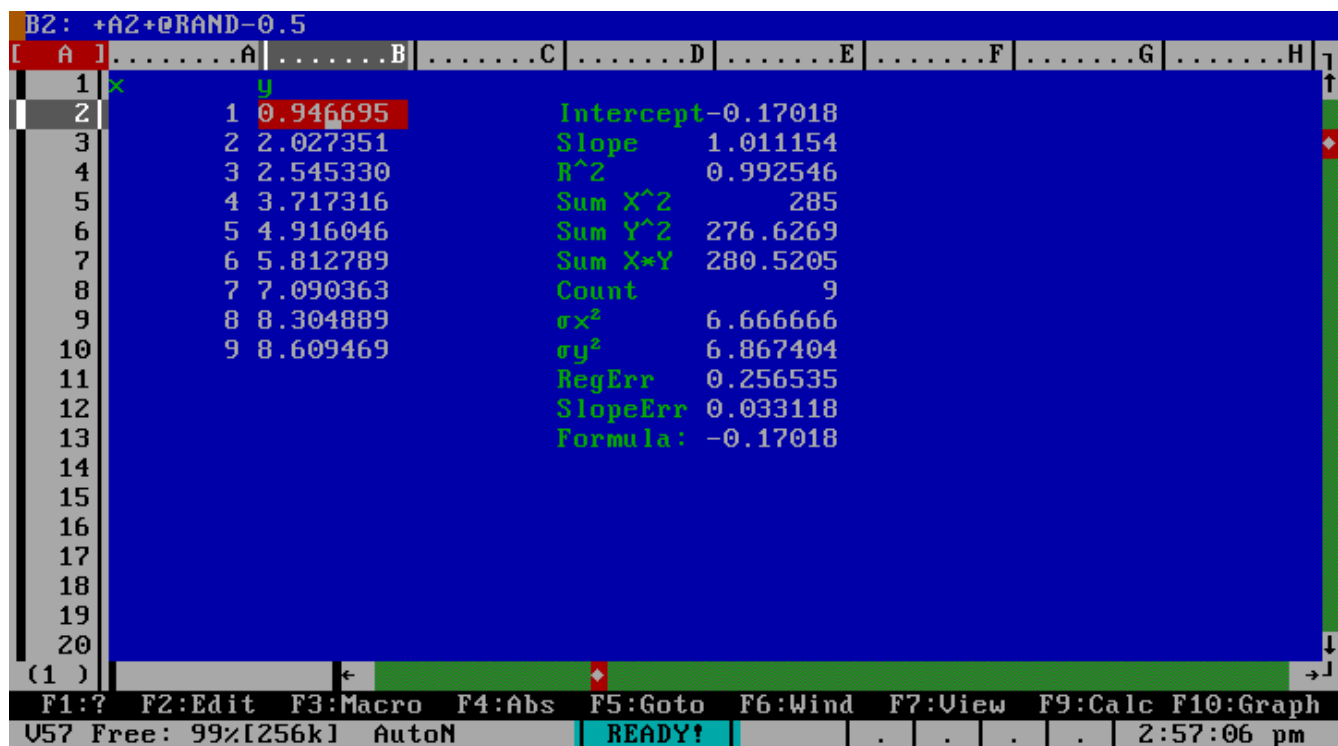 B2: +A2+@RAND-0.5
[ A ]........A|.......B|.......C|.......D|.......E|.......F|.......G|.......H|┐
1 x y ↑
2 1 0.946695 Intercept-0.17018
3 2 2.027351 Slope 1.011154
4 3 2.545330 R^2 0.992546
5 4 3.717316 Sum X^2 285
6 5 4.916046 Sum Y^2 276.6269
7 6 5.812789 Sum X*Y 280.5205
8 7 7.090363 Count 9
9 8 8.304889 σx² 6.666666
10 9 8.609469 σy² 6.867404
11 RegErr 0.256535
12 SlopeErr 0.033118
13 Formula: -0.17018
14
15
16
17
18
19
20 ↓
(1 ) ← →┘
F1:? F2:Edit F3:Macro F4:Abs F5:Goto F6:Wind F7:View F9:Calc F10:Graph
V57 Free: 99%[256k] AutoN READY! . . . . 2:57:06 pm